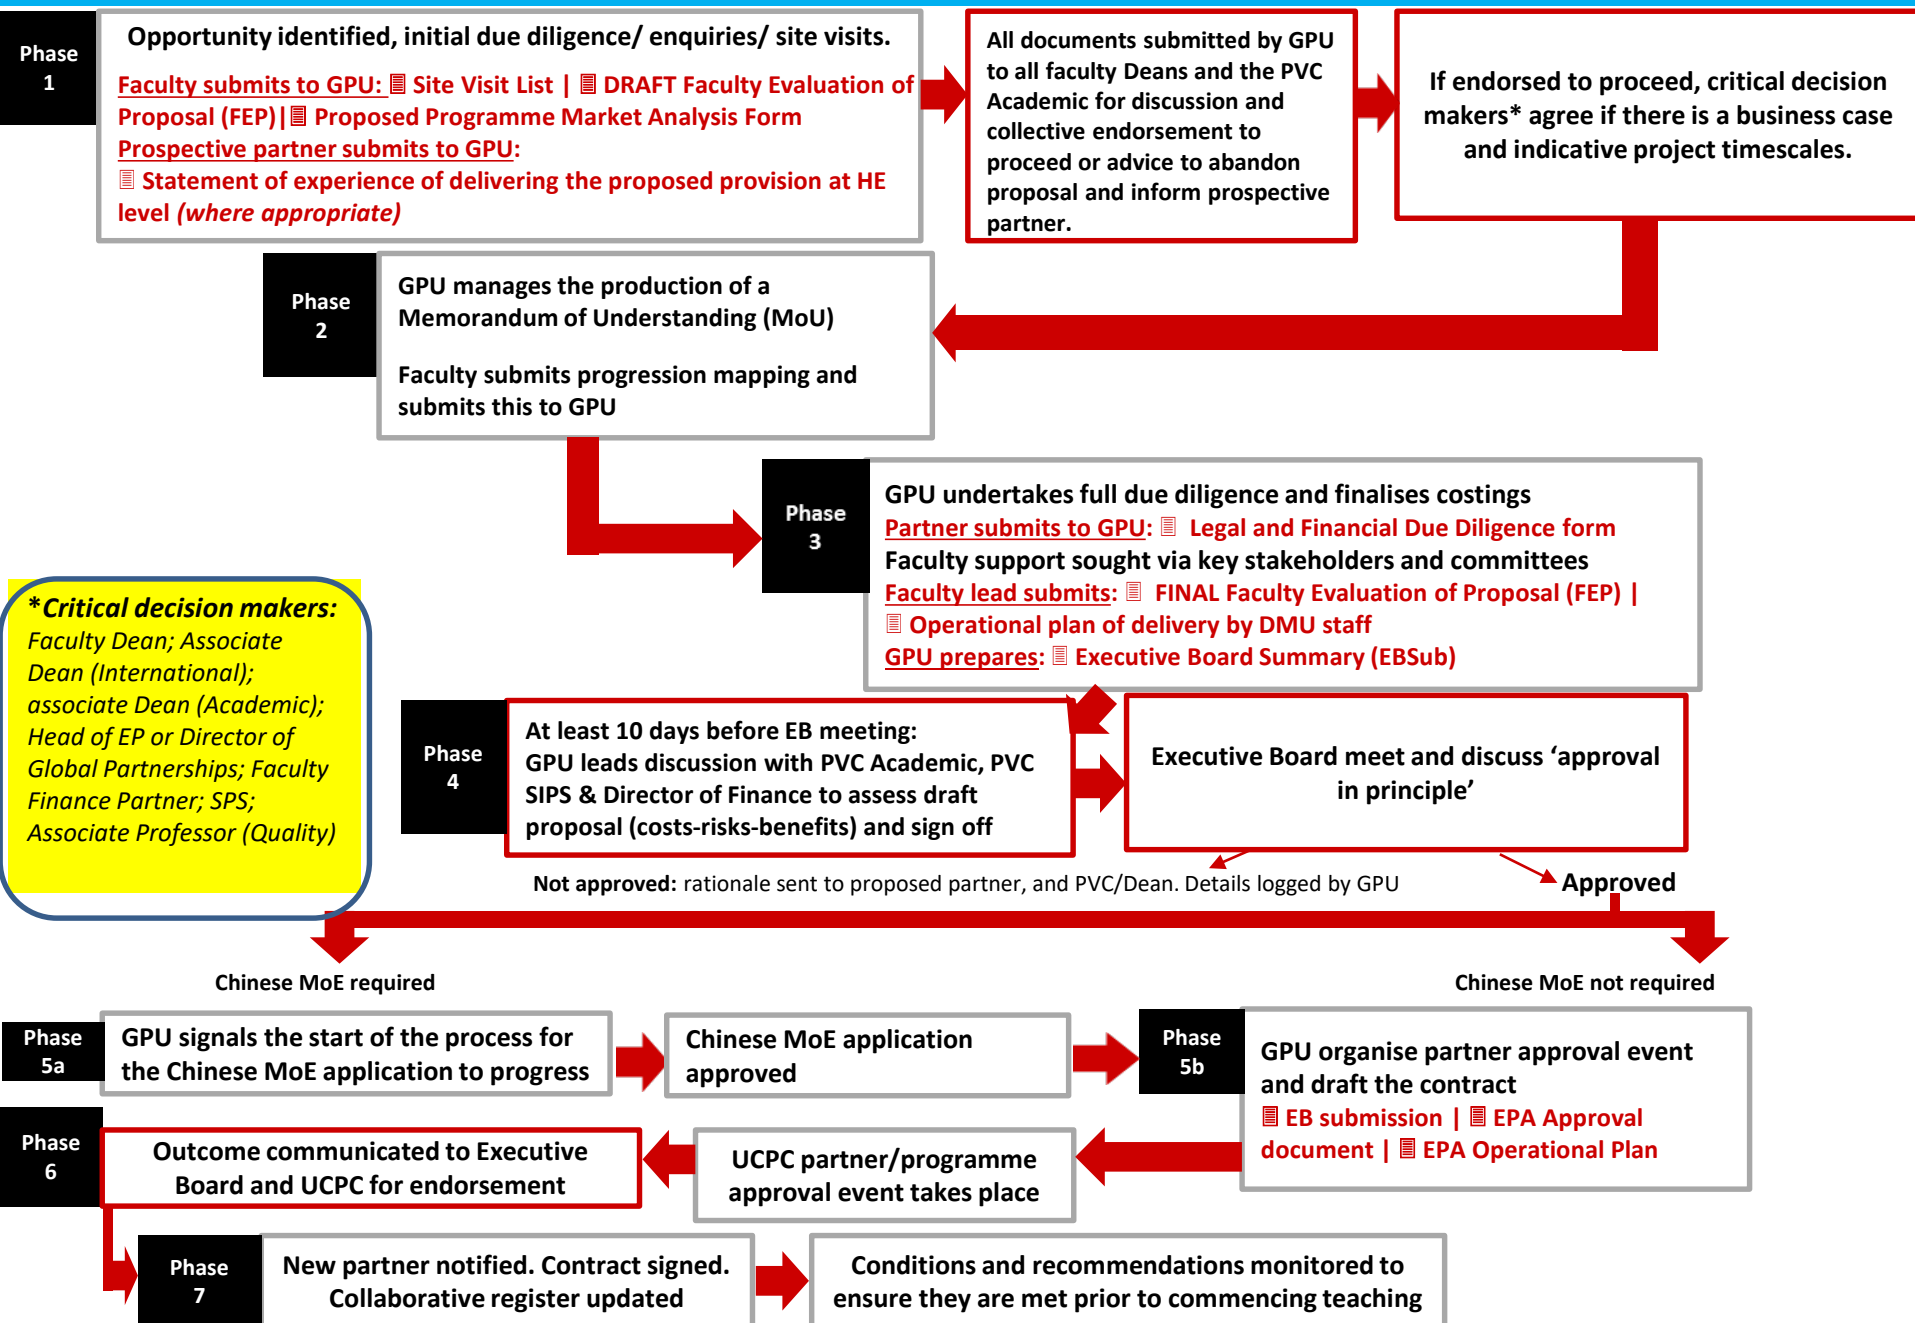 Phase
1
Opportunity identified, initial due diligence/ enquiries/ site visits.
Faculty submits to GPU: Site Visit List | DRAFT Faculty Evaluation of
Proposal (FEP)| Proposed Programme Market Analysis Form
Prospective partner submits to GPU:
Statement of experience of delivering the proposed provision at HE
level (where appropriate)
All documents submitted by GPU
to all faculty Deans and the PVC
Academic for discussion and
collective endorsement to
proceed or advice to abandon
proposal and inform prospective
partner.
If endorsed to proceed, critical decision
makers* agree if there is a business case
and indicative project timescales.
Phase
2
GPU manages the production of a
Memorandum of Understanding (MoU)
Faculty submits progression mapping and
submits this to GPU
Phase
3
GPU undertakes full due diligence and finalises costings
Partner submits to GPU: Legal and Financial Due Diligence form
Faculty support sought via key stakeholders and committees
Faculty lead submits: FINAL Faculty Evaluation of Proposal (FEP) |
Operational plan of delivery by DMU staff
GPU prepares: Executive Board Summary (EBSub)
*Critical decision makers:
Faculty Dean; Associate
Dean (International);
associate Dean (Academic);
Head of EP or Director of
Global Partnerships; Faculty
Finance Partner; SPS;
Associate Professor (Quality)
Phase
4
At least 10 days before EB meeting:
GPU leads discussion with PVC Academic, PVC
SIPS & Director of Finance to assess draft
proposal (costs-risks-benefits) and sign off
Executive Board meet and discuss ‘approval
in principle’
Not approved: rationale sent to proposed partner, and PVC/Dean. Details logged by GPU
Approved
Chinese MoE required
Chinese MoE not required
Phase
5a
GPU signals the start of the process for
the Chinese MoE application to progress
Chinese MoE application
approved
Phase
5b
GPU organise partner approval event
and draft the contract
EB submission | EPA Approval
document | EPA Operational Plan
Phase
6
Outcome communicated to Executive
Board and UCPC for endorsement
UCPC partner/programme
approval event takes place
Phase
7
New partner notified. Contract signed.
Collaborative register updated
Conditions and recommendations monitored to
ensure they are met prior to commencing teaching